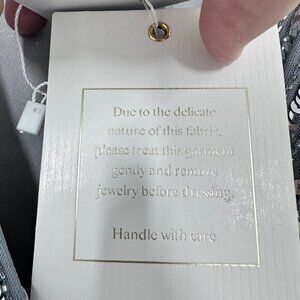 Due to the delicate
nature of this fabric,
please treat this garment
gently and remove
jewelry before dressing.
Handle with care.